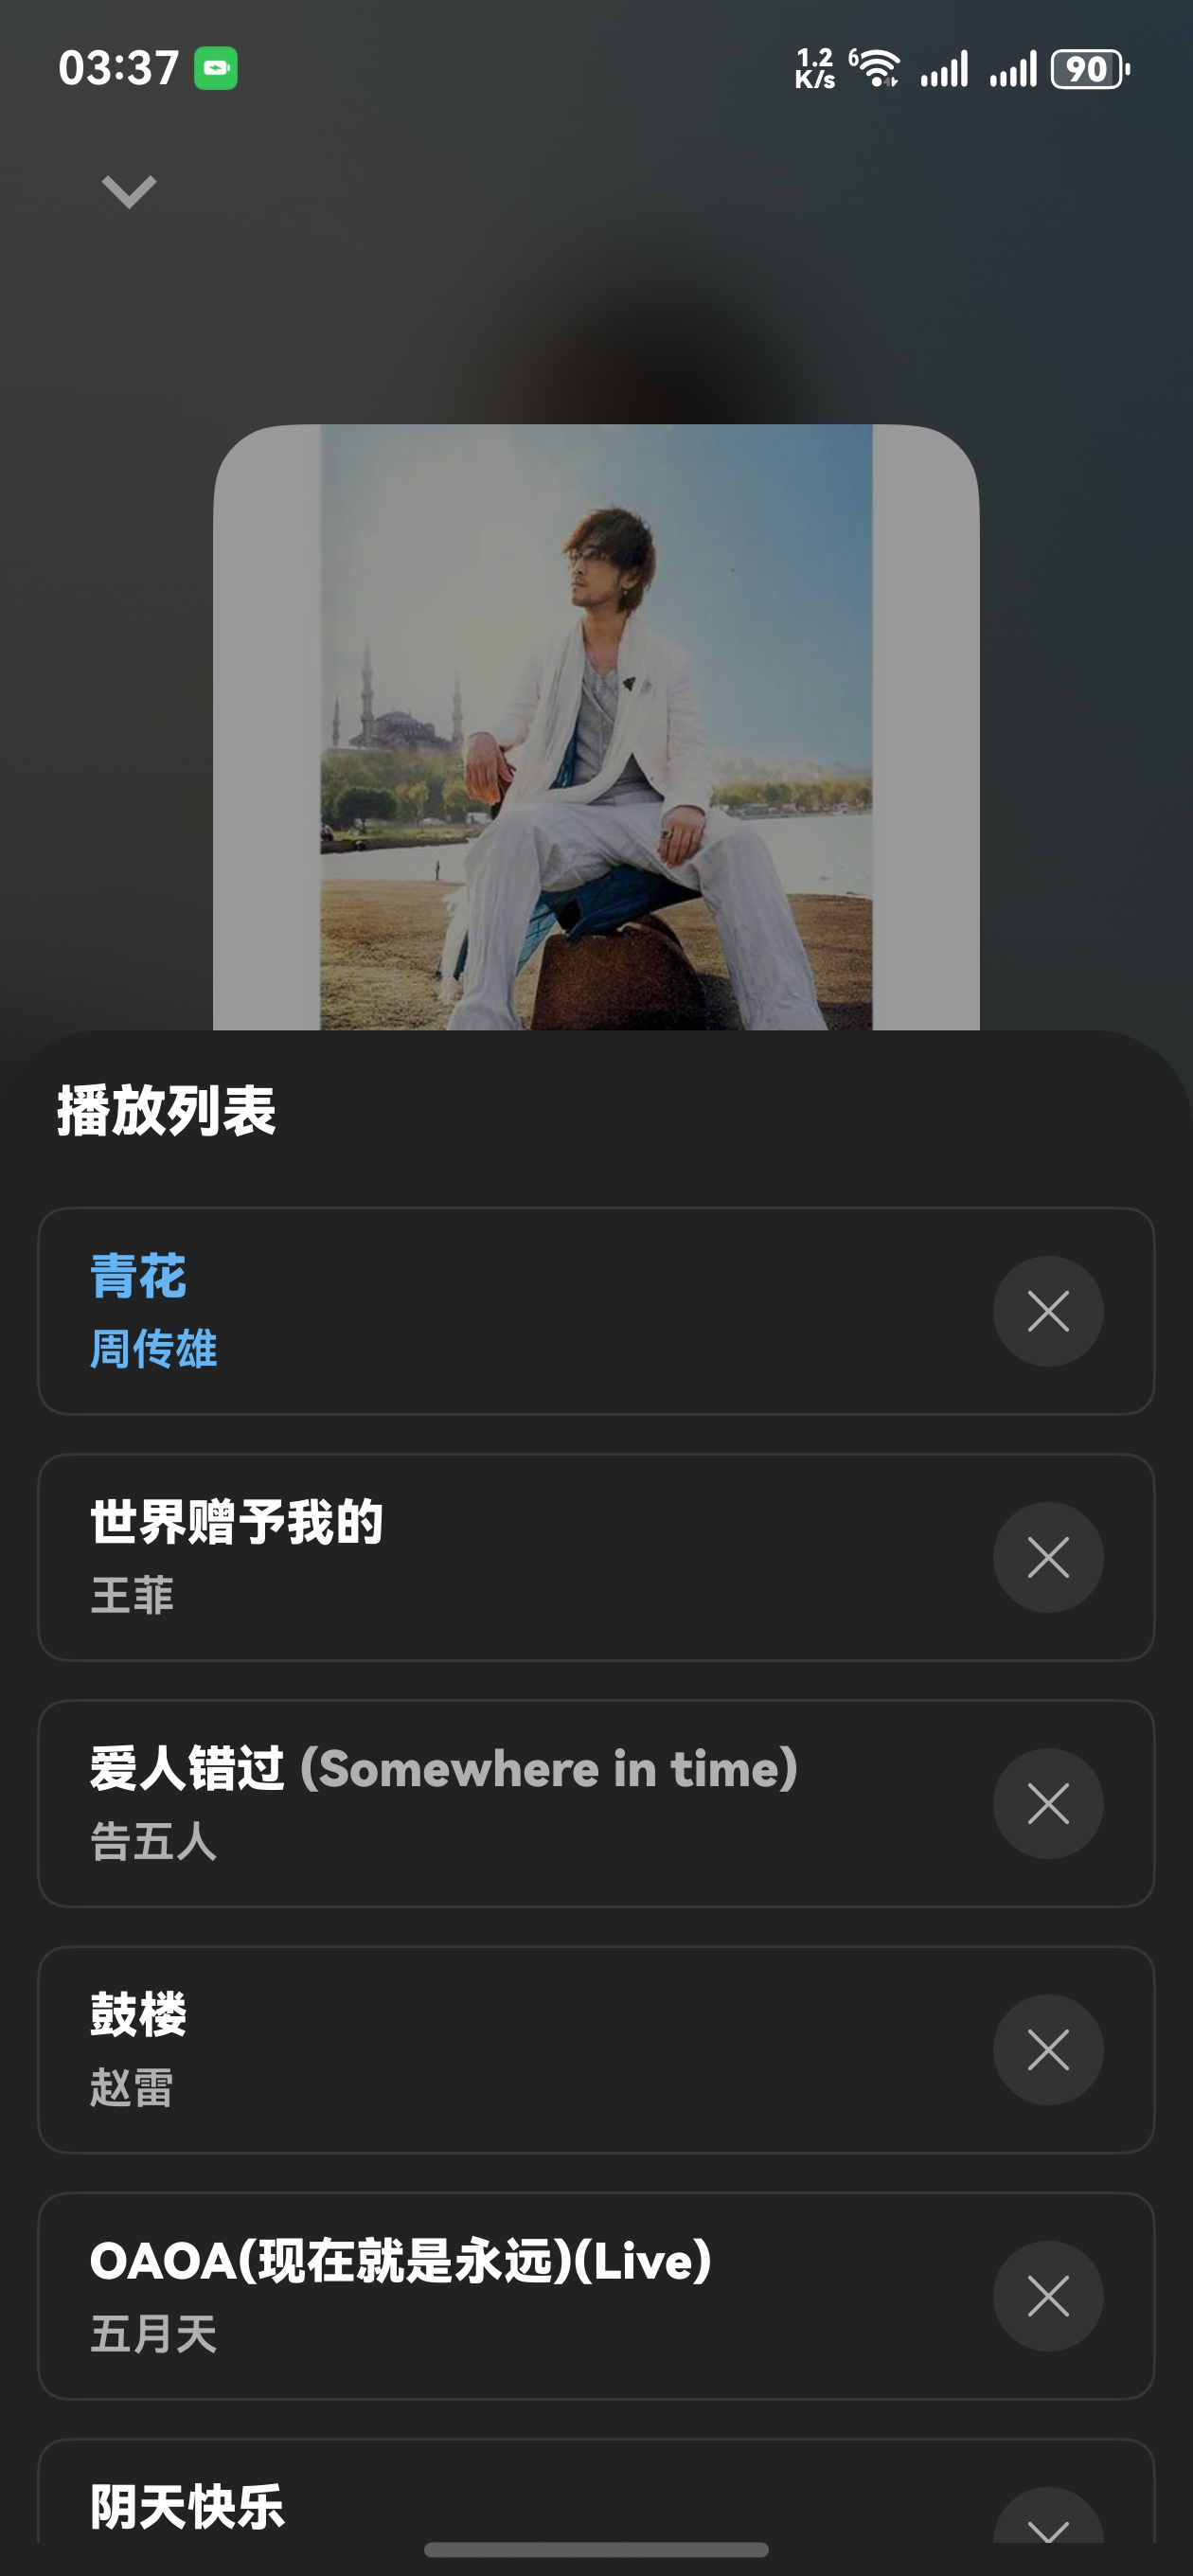 03:37
1.2
K/s
6
90
播放列表
青花
周传雄
世界赠予我的
王菲
爱人错过 (Somewhere in time)
告五人
鼓楼
赵雷
OAOA(现在就是永远)(Live)
五月天
阴天快乐